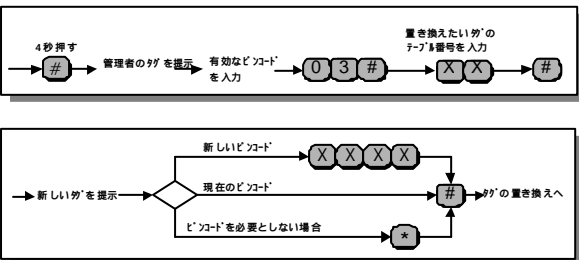 4秒押す
#
管理者のﾀｸﾞを提示
有効なﾋﾟﾝｺｰﾄﾞ
を入力
0 3 #
置き換えたいﾀｸﾞの
ﾃｰﾌﾞﾙ番号を入力
X X
#
新しいﾀｸﾞを提示
新しいﾋﾟﾝｺｰﾄﾞ
X X X X
現在のﾋﾟﾝｺｰﾄﾞ
#
ﾀｸﾞの置き換えへ
ﾋﾟﾝｺｰﾄﾞを必要としない場合
*